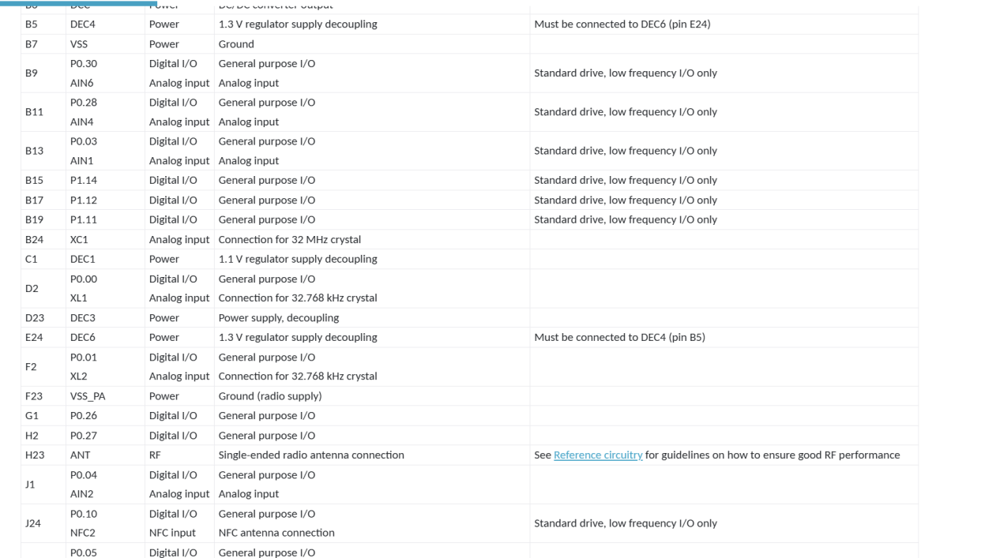 B3 DCC Power DC/DC converter output
B5 DEC4 Power 1.3 V regulator supply decoupling Must be connected to DEC6 (pin E24)
B7 VSS Power Ground
B9 P0.30 Digital I/O General purpose I/O Standard drive, low frequency I/O only
AIN6 Analog input Analog input
B11 P0.28 Digital I/O General purpose I/O Standard drive, low frequency I/O only
AIN4 Analog input Analog input
B13 P0.03 Digital I/O General purpose I/O Standard drive, low frequency I/O only
AIN1 Analog input Analog input
B15 P1.14 Digital I/O General purpose I/O Standard drive, low frequency I/O only
B17 P1.12 Digital I/O General purpose I/O Standard drive, low frequency I/O only
B19 P1.11 Digital I/O General purpose I/O Standard drive, low frequency I/O only
B24 XC1 Analog input Connection for 32 MHz crystal
C1 DEC1 Power 1.1 V regulator supply decoupling
D2 P0.00 Digital I/O General purpose I/O
XL1 Analog input Connection for 32.768 kHz crystal
D23 DEC3 Power Power supply, decoupling
E24 DEC6 Power 1.3 V regulator supply decoupling Must be connected to DEC4 (pin B5)
F2 P0.01 Digital I/O General purpose I/O
XL2 Analog input Connection for 32.768 kHz crystal
F23 VSS_PA Power Ground (radio supply)
G1 P0.26 Digital I/O General purpose I/O
H2 P0.27 Digital I/O General purpose I/O
H23 ANT RF Single-ended radio antenna connection See Reference circuitry for guidelines on how to ensure good RF performance
J1 P0.04 Digital I/O General purpose I/O
AIN2 Analog input Analog input
J24 P0.10 Digital I/O General purpose I/O Standard drive, low frequency I/O only
NFC2 NFC input NFC antenna connection
P0.05 Digital I/O General purpose I/O